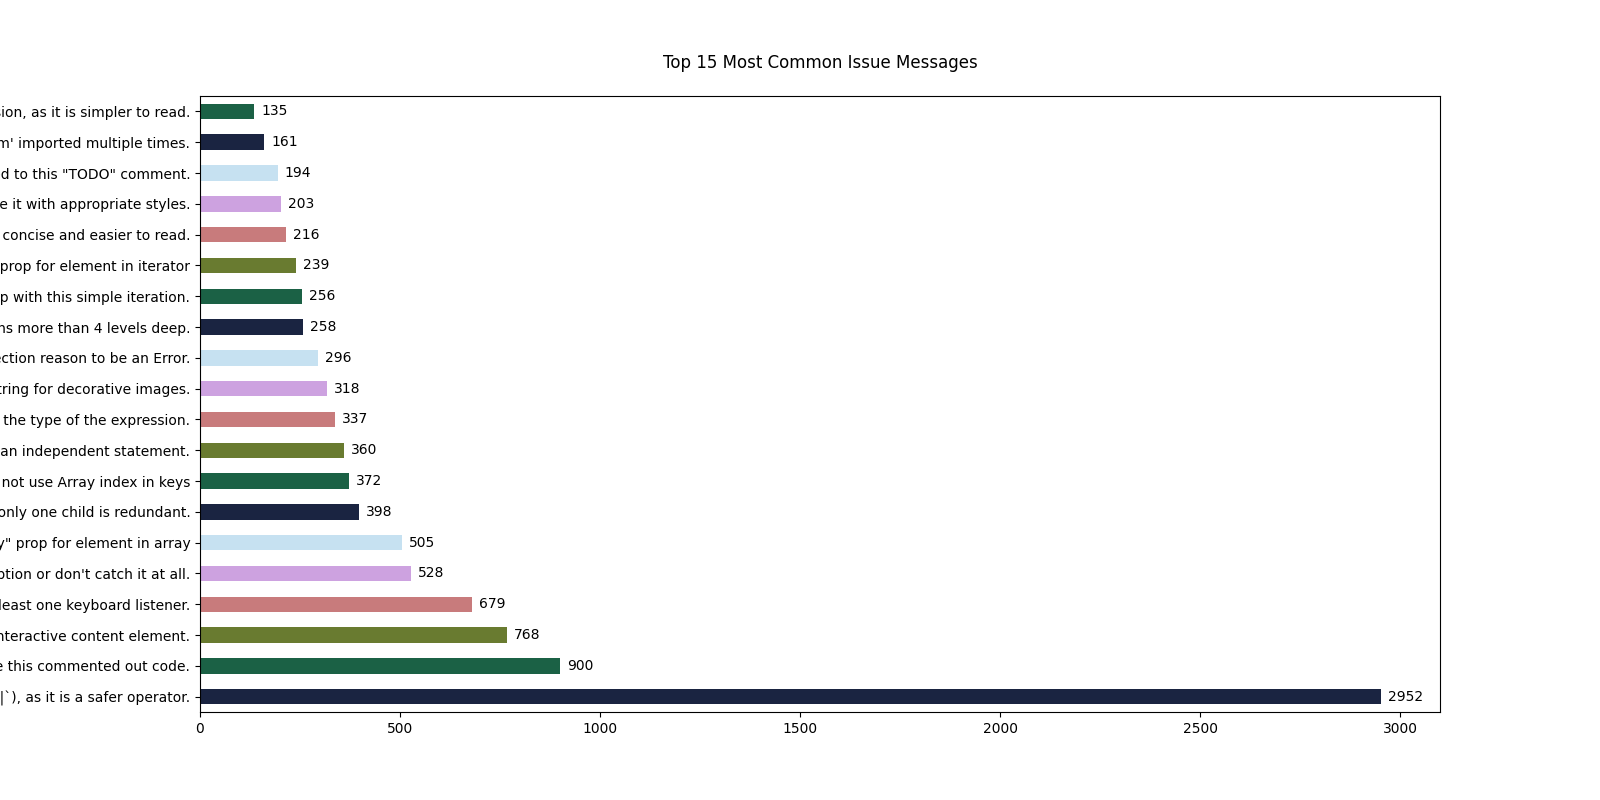 Top 15 Most Common Issue Messages
sion, as it is simpler to read. 135
m' imported multiple times. 161
d to this "TODO" comment. 194
e it with appropriate styles. 203
concise and easier to read. 216
prop for element in iterator 239
p with this simple iteration. 256
ns more than 4 levels deep. 258
ection reason to be an Error. 296
tring for decorative images. 318
the type of the expression. 337
an independent statement. 360
not use Array index in keys 372
only one child is redundant. 398
y" prop for element in array 505
ption or don't catch it at all. 528
least one keyboard listener. 679
nteractive content element. 768
e this commented out code. 900
|`), as it is a safer operator. 2952
0 500 1000 1500 2000 2500 3000